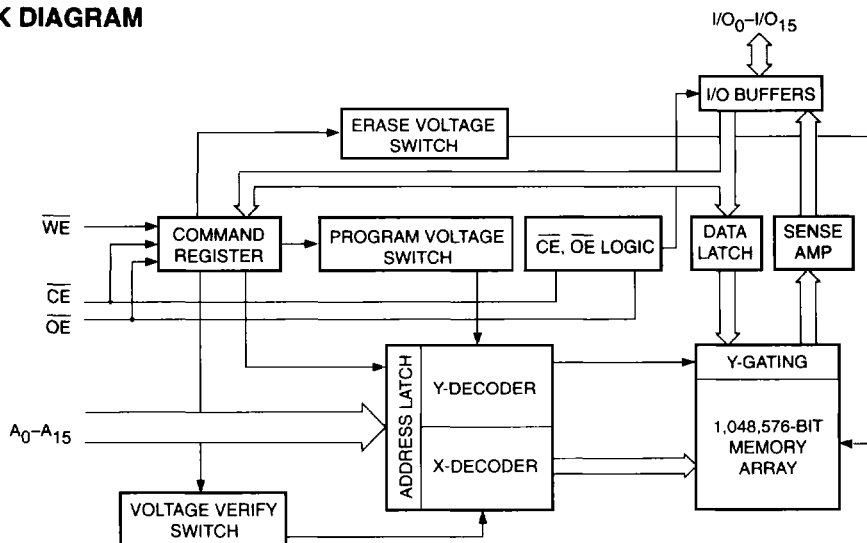 K DIAGRAM
I/O0–I/O15
I/O BUFFERS
ERASE VOLTAGE
SWITCH
WE
COMMAND
REGISTER
PROGRAM VOLTAGE
SWITCH
CE, OE LOGIC
DATA
LATCH
SENSE
AMP
CE
OE
ADDRESS LATCH
Y-DECODER
Y-GATING
A0–A15
X-DECODER
1,048,576-BIT
MEMORY
ARRAY
VOLTAGE VERIFY
SWITCH